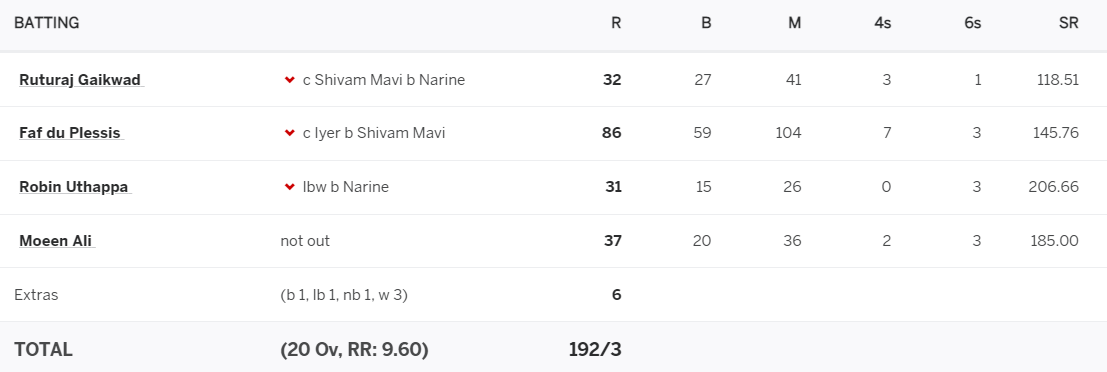 BATTING R B M 4s 6s SR
Ruturaj Gaikwad c Shivam Mavi b Narine 32 27 41 3 1 118.51
Faf du Plessis c Iyer b Shivam Mavi 86 59 104 7 3 145.76
Robin Uthappa lbw b Narine 31 15 26 0 3 206.66
Moeen Ali not out 37 20 36 2 3 185.00
Extras (b 1, lb 1, nb 1, w 3) 6
TOTAL (20 Ov, RR: 9.60) 192/3